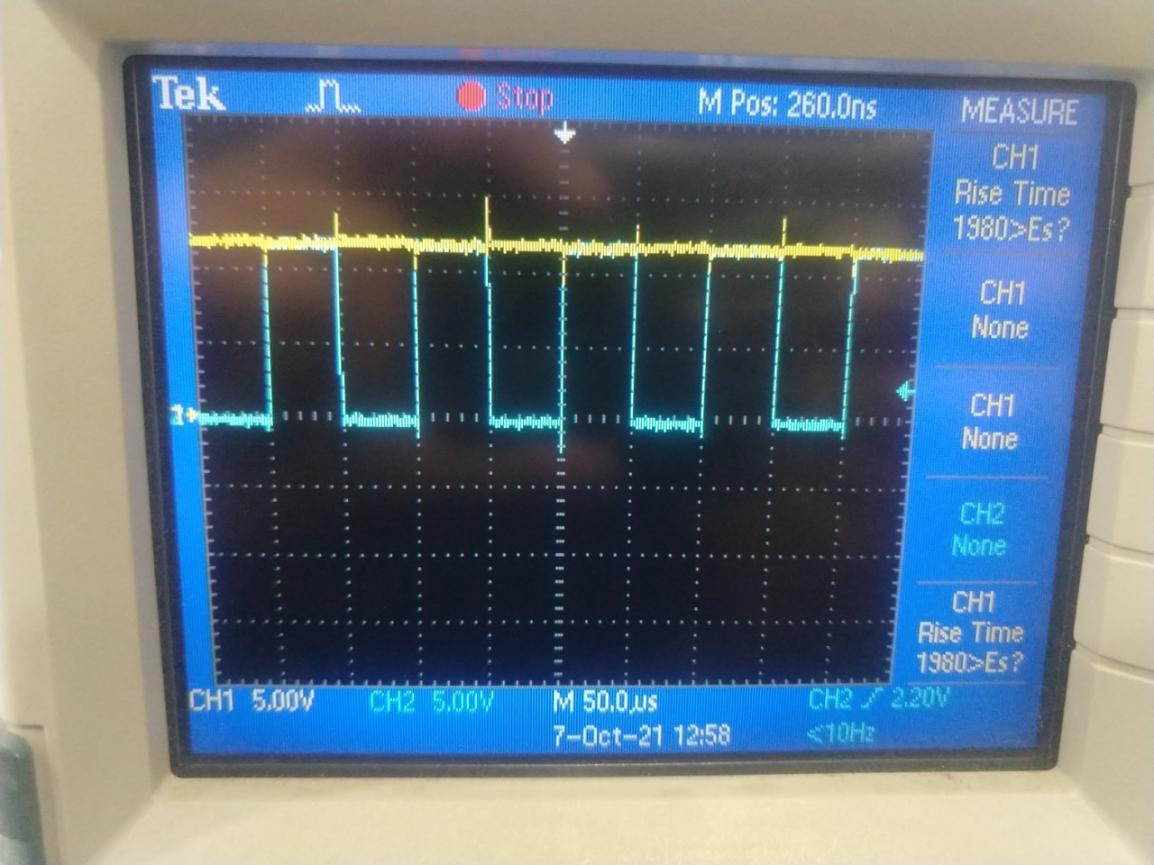 Tek Stop M Pos: 260.0ns MEASURE
CH1
Rise Time
1980>Es?
CH1
None
CH1
None
CH2
None
CH1
Rise Time
1980>Es?
CH1 5.00V CH2 5.00V M 50.0µs CH2 2.20V
7-Oct-21 12:58 <10Hz